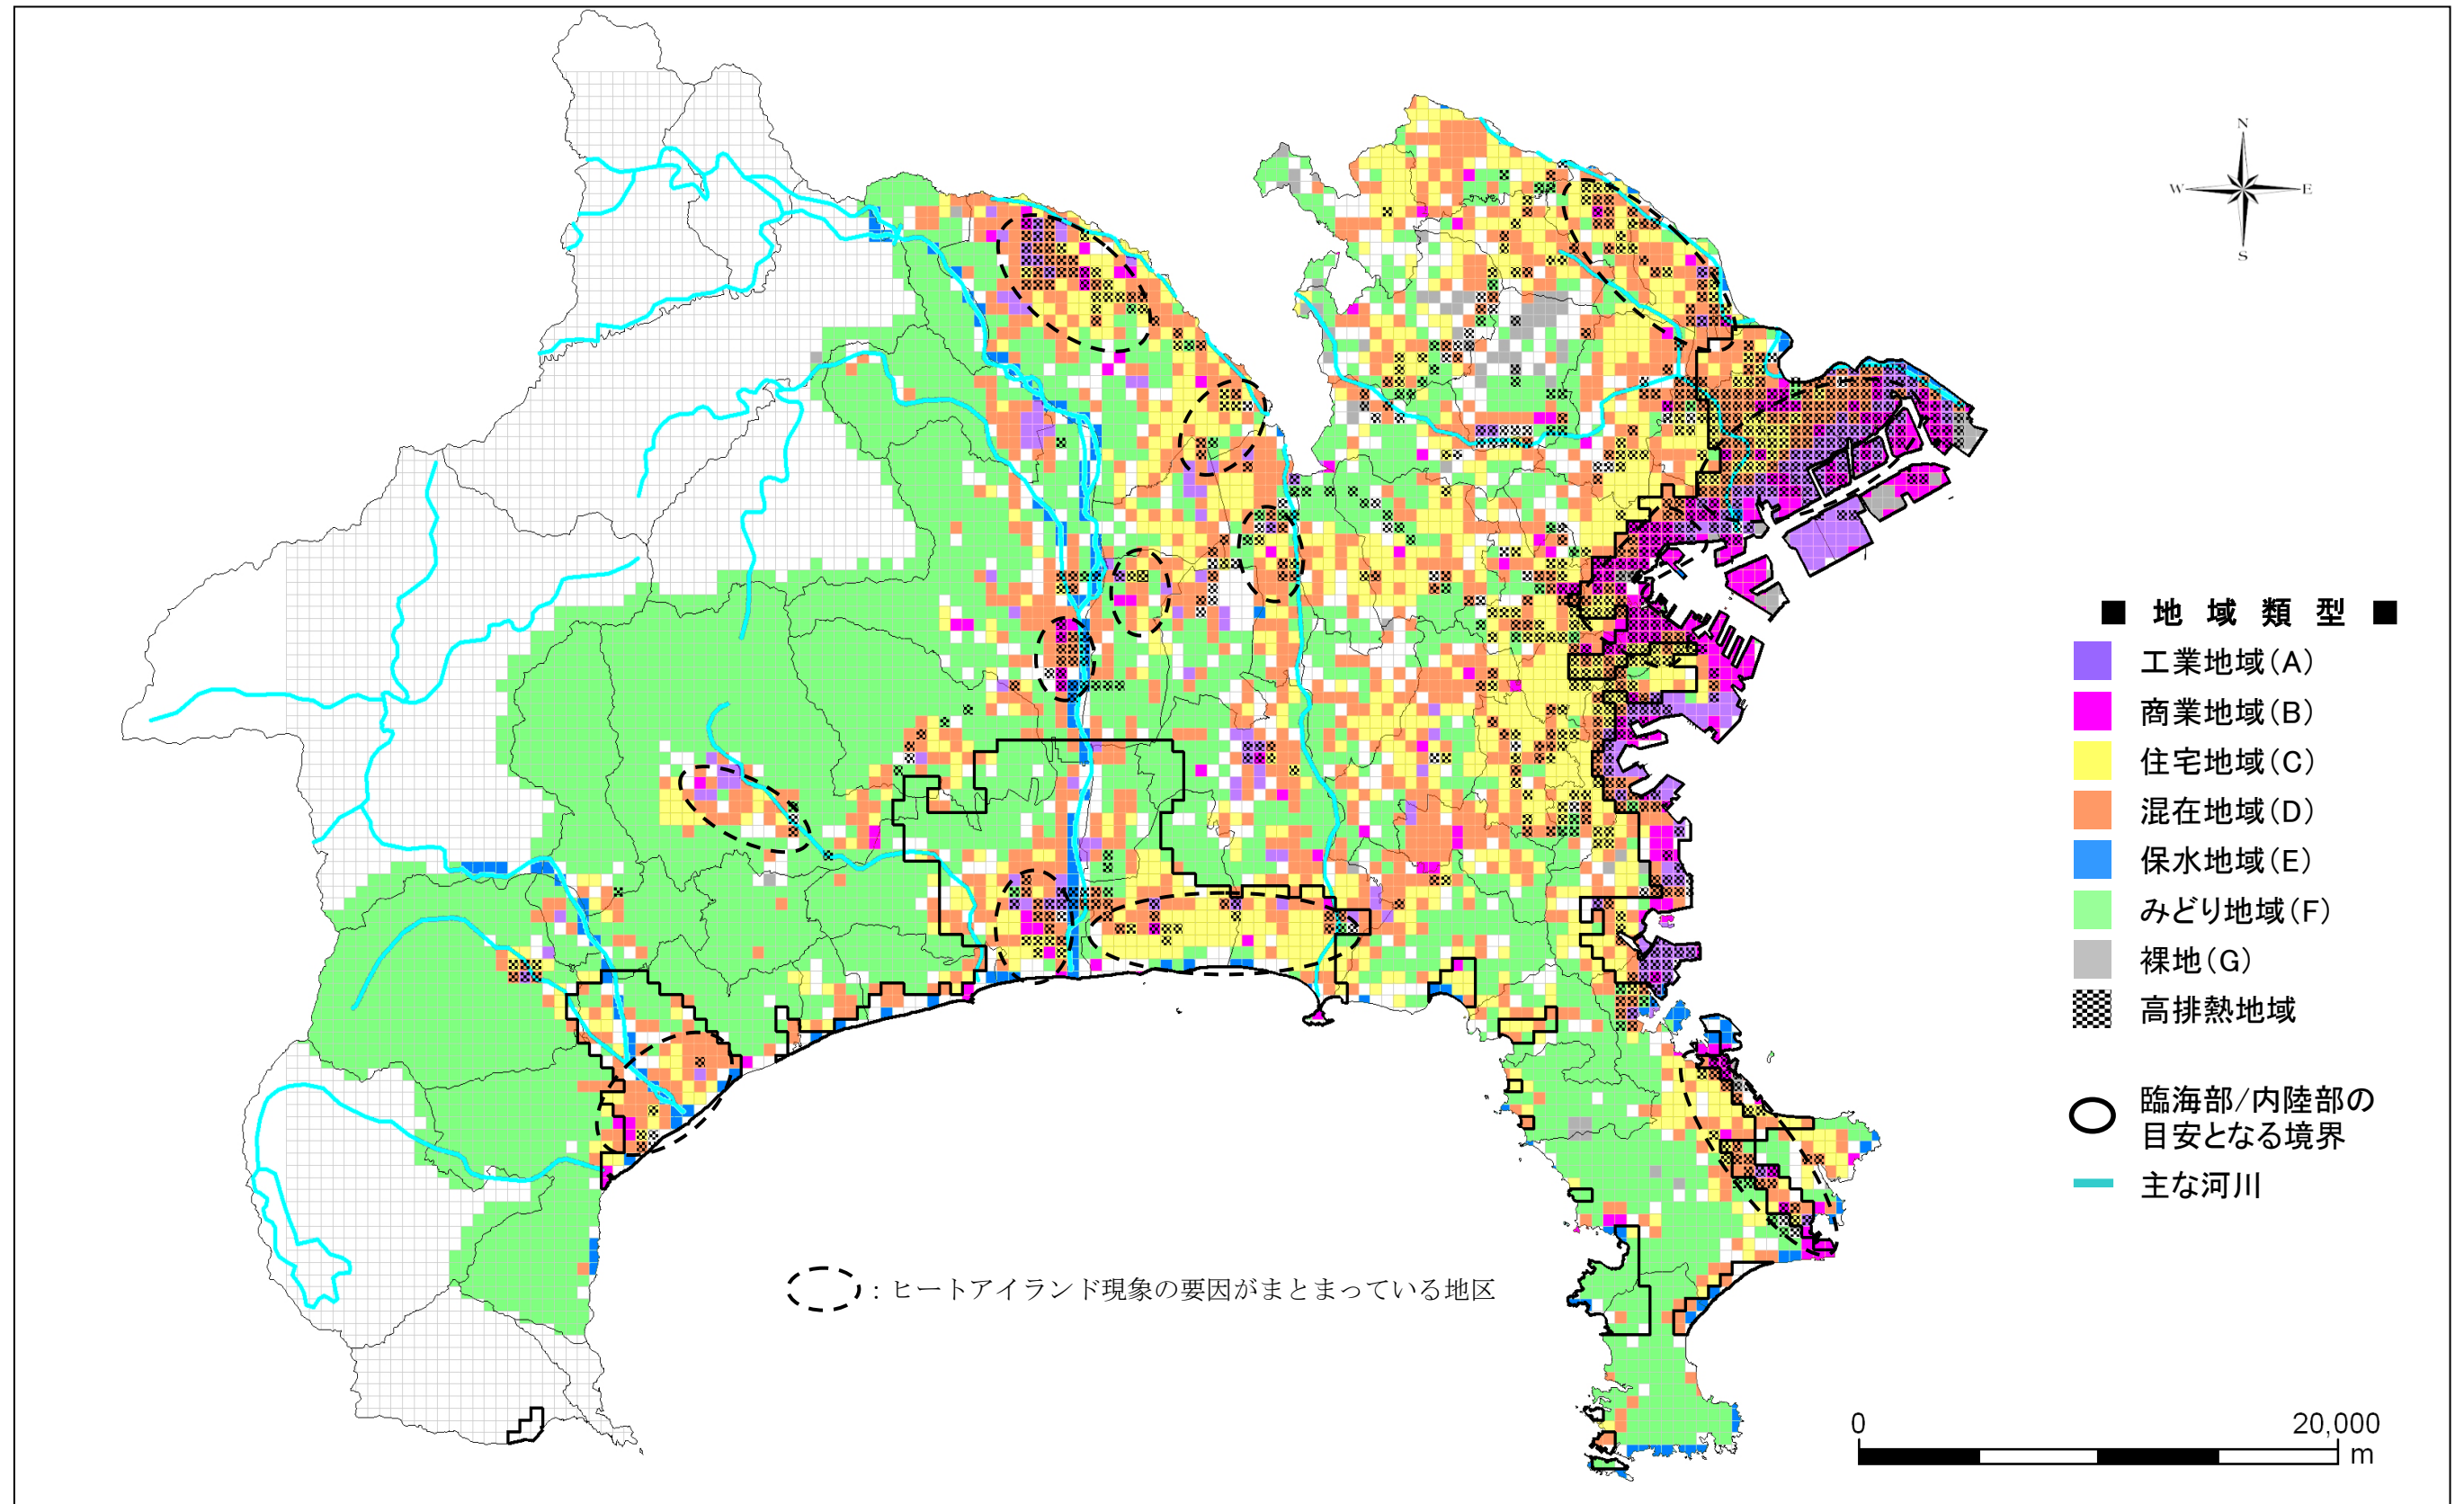 N
W
E
S
■ 地域類型 ■
工業地域(A)
商業地域(B)
住宅地域(C)
混在地域(D)
保水地域(E)
みどり地域(F)
裸地(G)
高排熱地域
臨海部/内陸部の
目安となる境界
主な河川
:ヒートアイランド現象の要因がまとまっている地区
0
20,000
m